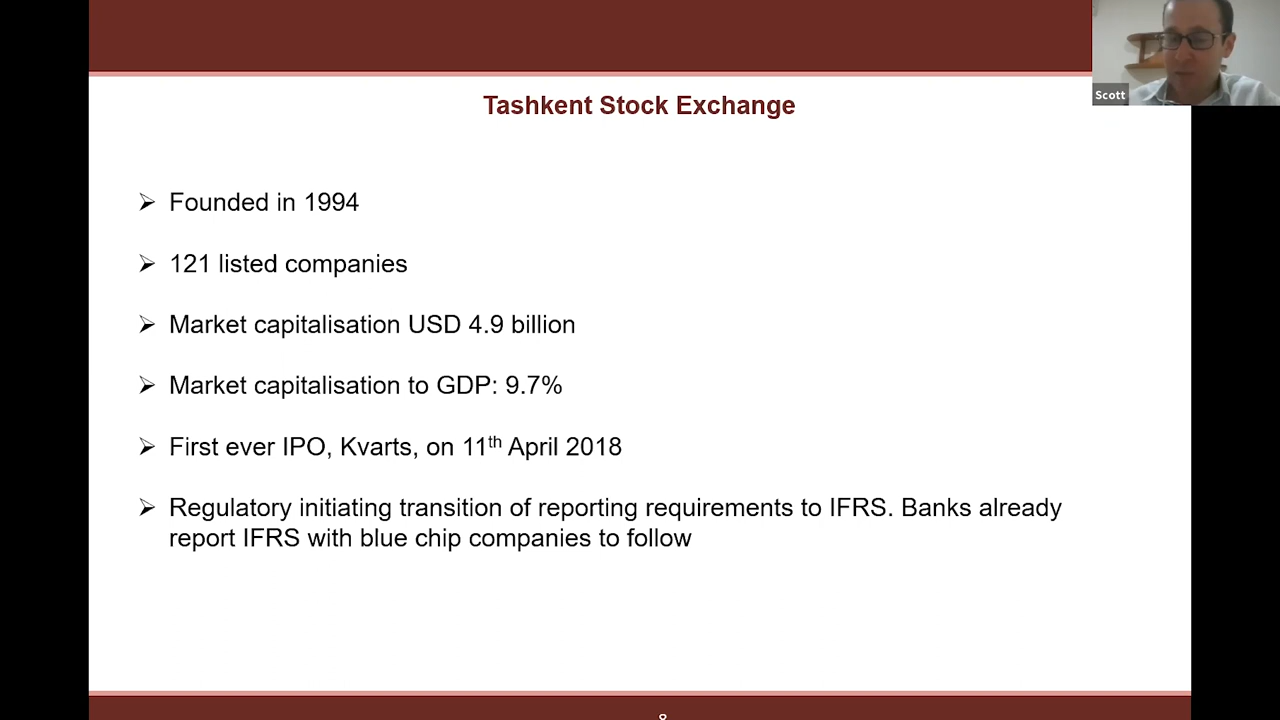 Scott
Tashkent Stock Exchange
➢ Founded in 1994
➢ 121 listed companies
➢ Market capitalisation USD 4.9 billion
➢ Market capitalisation to GDP: 9.7%
➢ First ever IPO, Kvarts, on 11th April 2018
➢ Regulatory initiating transition of reporting requirements to IFRS. Banks already
report IFRS with blue chip companies to follow
8